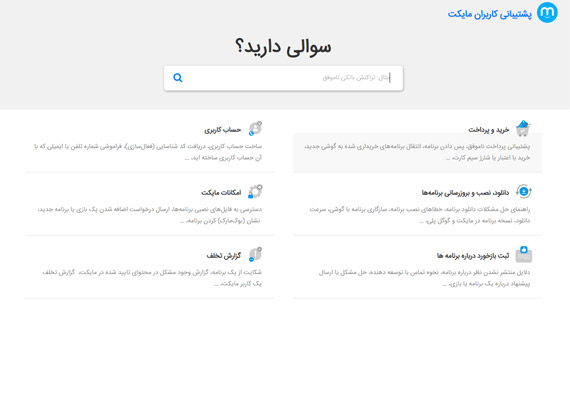 پشتیبانی کاربران مایکت
سوالی دارید؟
مثال: تراکنش بانکی ناموفق
خرید و پرداخت
پشتیبانی پرداخت ناموفق، پس دادن برنامه، انتقال برنامه‌های خریداری شده به گوشی جدید،
خرید با اعتبار یا شارژ سیم کارت، ...
حساب کاربری
ساخت حساب کاربری، دریافت کد شناسایی (فعال‌سازی)، فراموشی شماره تلفن یا ایمیلی که با
آن حساب کاربری ساخته اید، ...
دانلود، نصب و بروزرسانی برنامه‌ها
راهنمای حل مشکلات دانلود برنامه، خطاهای نصب برنامه، سازگاری برنامه با گوشی، سرعت
دانلود، نسخه برنامه در مایکت و گوگل پلی، ...
امکانات مایکت
دسترسی به فایل‌های نصبی برنامه‌ها، ارسال درخواست اضافه شدن یک بازی یا برنامه جدید،
نشان (بوک‌مارک) کردن برنامه، ...
ثبت بازخورد درباره برنامه ها
دلایل منتشر نشدن نظر درباره برنامه، نحوه تماس با توسعه دهنده، حل مشکل یا ارسال
پیشنهاد درباره یک برنامه یا بازی، ...
گزارش تخلف
شکایت از یک برنامه، گزارش وجود مشکل در محتوای تایید شده در مایکت، گزارش تخلف
یک کاربر مایکت، ...